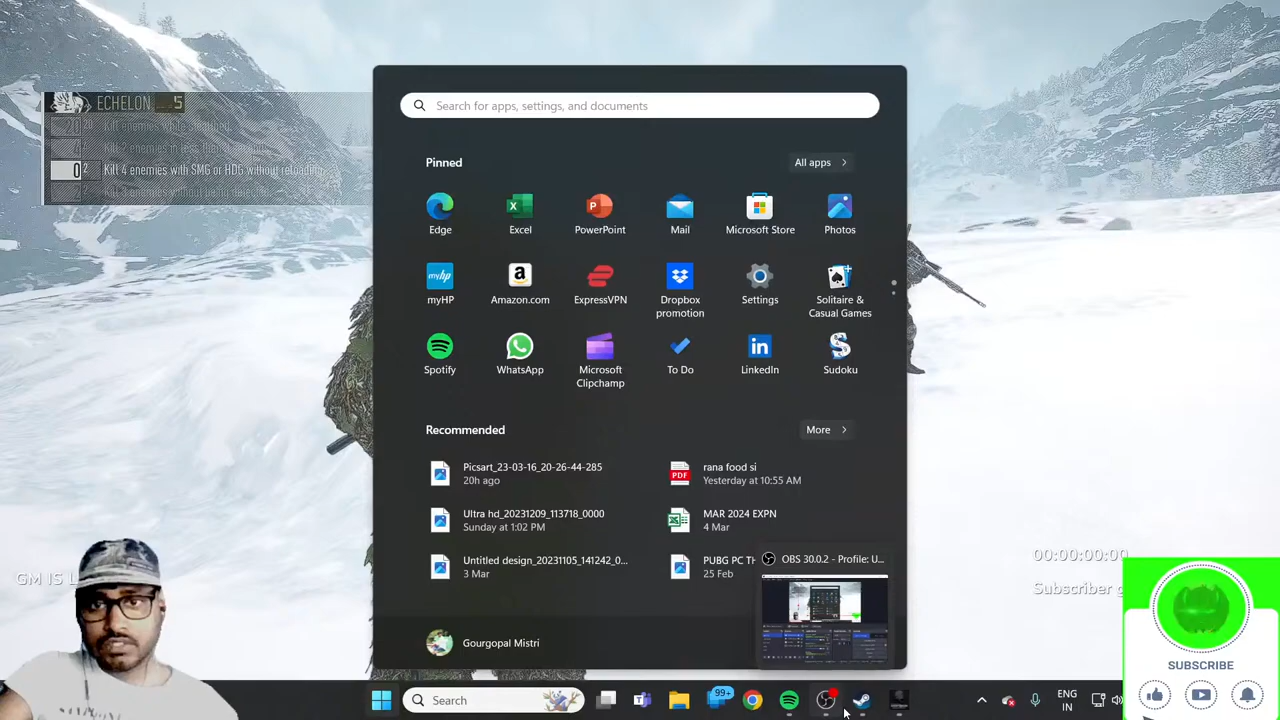 Search for apps, settings, and documents
ECHELON 5
Kill 4 enemies with SMG or HDG without reloading
Pinned
All apps
Edge
Excel
PowerPoint
Mail
Microsoft Store
Photos
myHP
Amazon.com
ExpressVPN
Dropbox promotion
Settings
Solitaire & Casual Games
Spotify
WhatsApp
Microsoft Clipchamp
To Do
LinkedIn
Sudoku
Recommended
More
Picsart_23-03-16_20-26-44-285
20h ago
rana food si
Yesterday at 10:55 AM
Ultra hd_20231209_113718_0000
Sunday at 1:02 PM
MAR 2024 EXPN
4 Mar
Untitled design_20231105_141242_0...
3 Mar
PUBG PC TH
25 Feb
OBS 30.0.2 - Profile: U...
00:00:00:00
GM IS L
Subscriber g
Gourgopal Mistri
SUBSCRIBE
Search
99+
ENG
IN